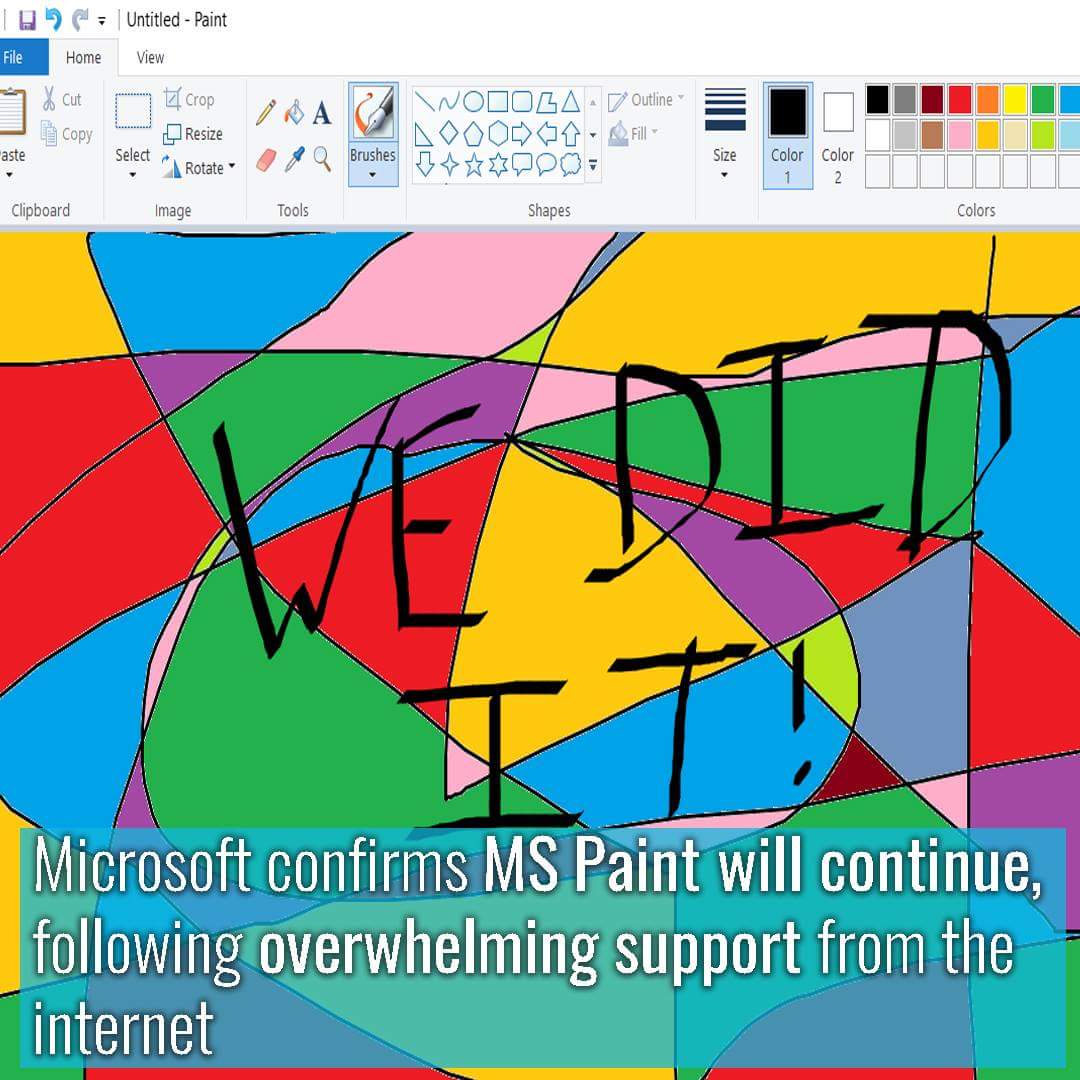 Untitled - Paint
File Home View
Cut
Copy
aste
Clipboard
Select
Crop
Resize
Rotate
Image
A
Tools
Brushes
Outline
Fill
Shapes
Size
Color 1
Color 2
Colors
WE DID
IT!
Microsoft confirms MS Paint will continue,
following overwhelming support from the
internet